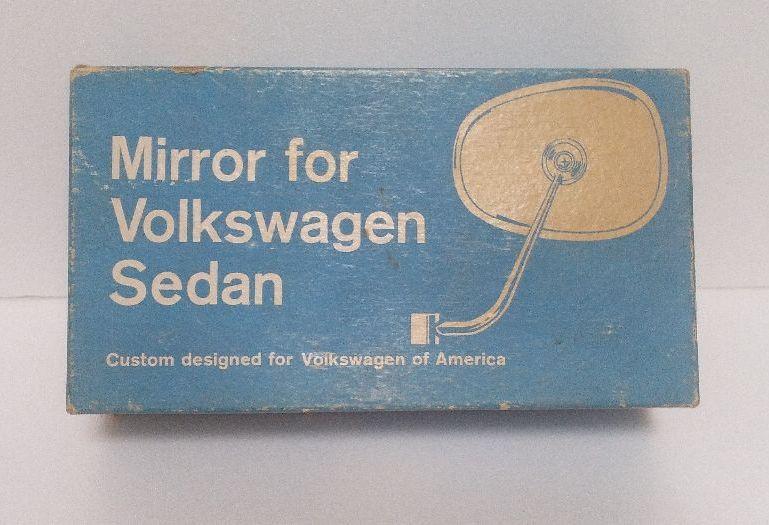 Mirror for
Volkswagen
Sedan
Custom designed for Volkswagen of America